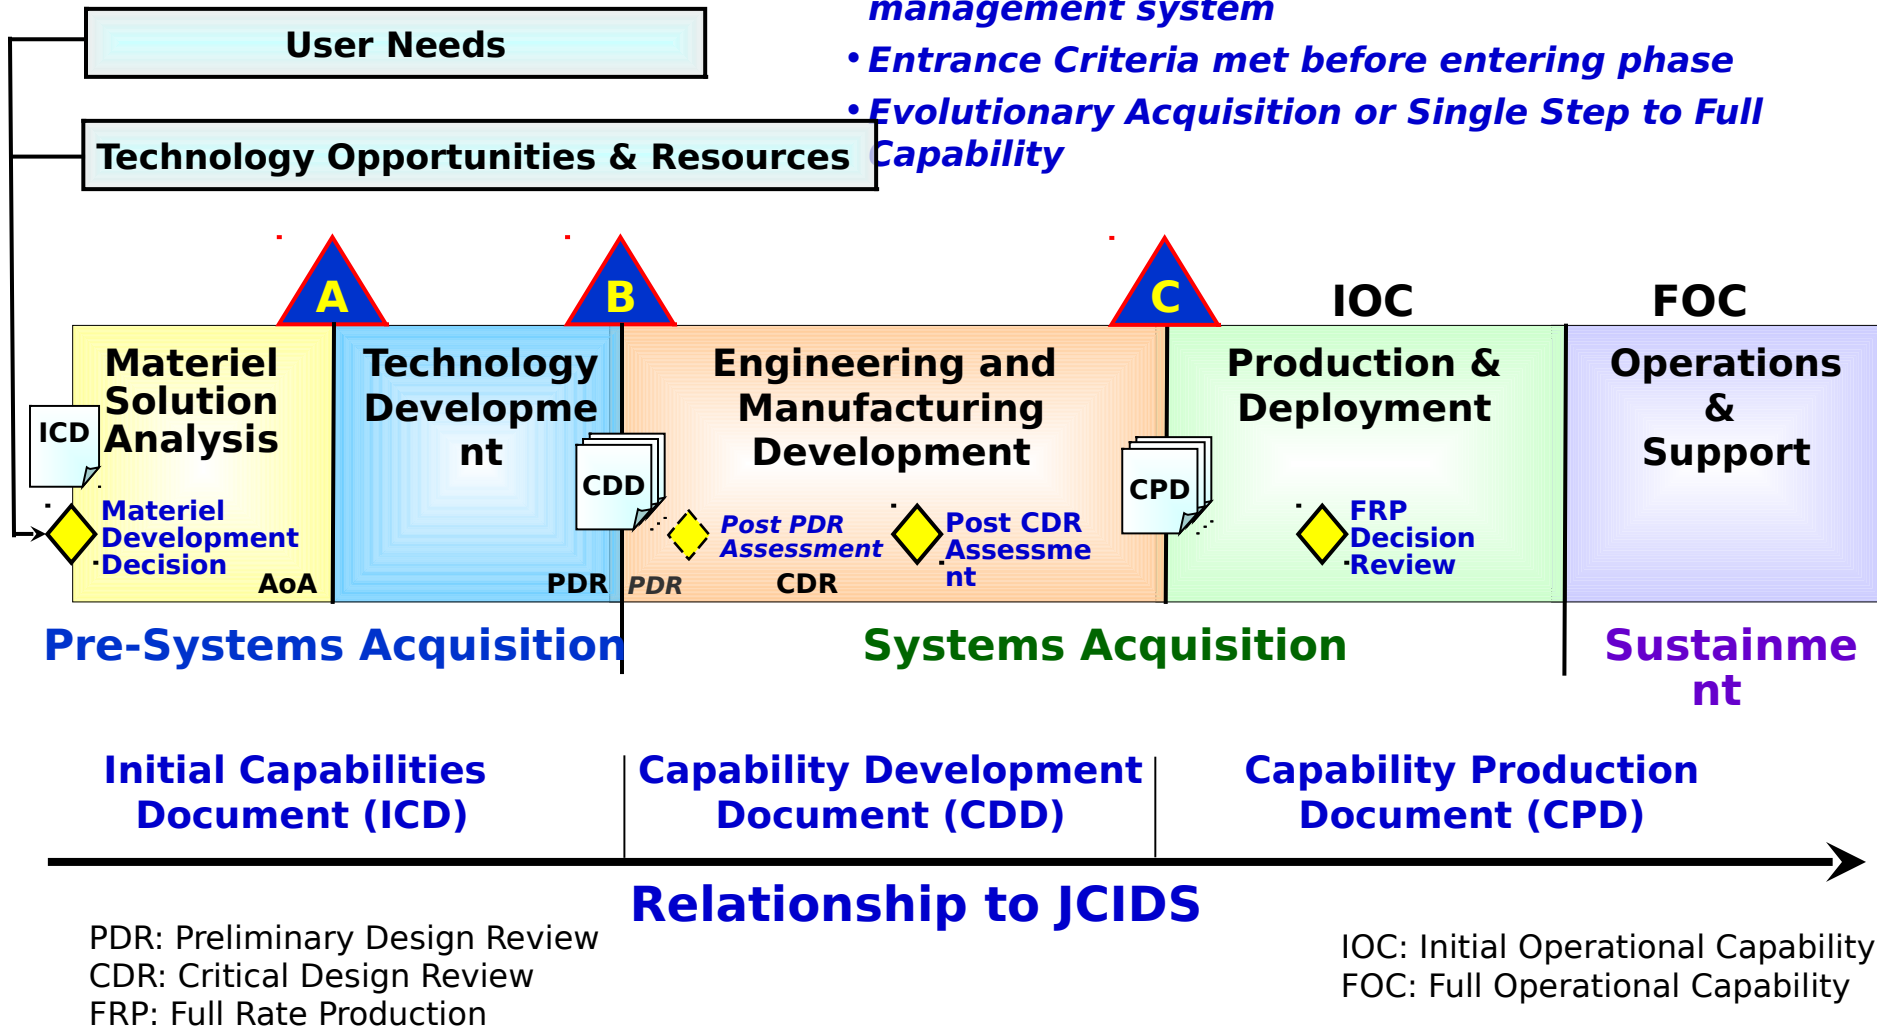 management system
User Needs
• Entrance Criteria met before entering phase
• Evolutionary Acquisition or Single Step to Full
Capability
Technology Opportunities & Resources
A
B
C
IOC
FOC
Materiel
Solution
Analysis
Technology
Developme
nt
Engineering and
Manufacturing
Development
Production &
Deployment
Operations
&
Support
ICD
CDD
CPD
Materiel
Development
Decision
Post PDR
Assessment
Post CDR
Assessme
nt
FRP
Decision
Review
AoA
PDR
PDR
CDR
Pre-Systems Acquisition
Systems Acquisition
Sustainme
nt
Initial Capabilities
Document (ICD)
Capability Development
Document (CDD)
Capability Production
Document (CPD)
Relationship to JCIDS
PDR: Preliminary Design Review
CDR: Critical Design Review
FRP: Full Rate Production
IOC: Initial Operational Capability
FOC: Full Operational Capability